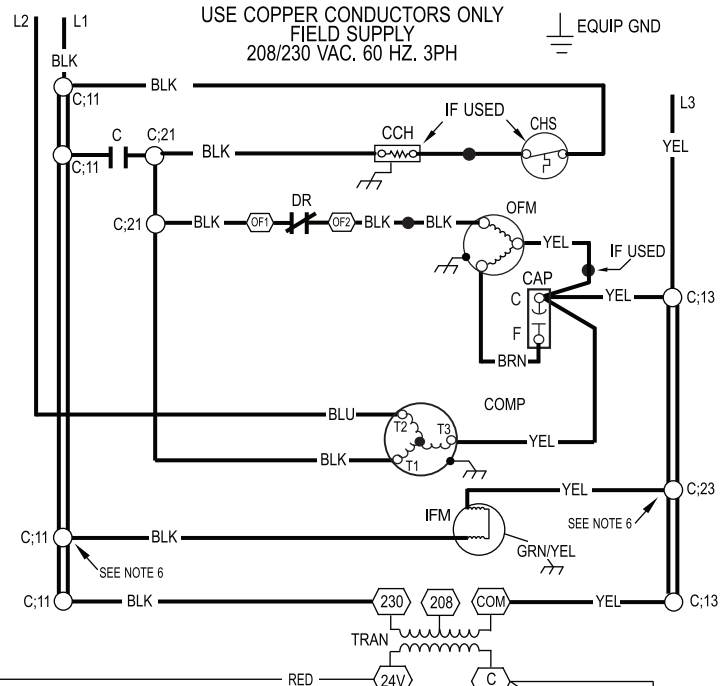 L2 L1
USE COPPER CONDUCTORS ONLY
FIELD SUPPLY
208/230 VAC. 60 HZ. 3PH
EQUIP GND
BLK
C;11
BLK
L3
IF USED
C;11
C
C;21
BLK
CCH
CHS
YEL
C;21
BLK
OF1
DR
OF2
BLK
BLK
OFM
YEL
IF USED
CAP
C
YEL
C;13
F
BRN
COMP
BLU
T2
T3
YEL
BLK
T1
YEL
C;23
IFM
SEE NOTE 6
C;11
BLK
GRN/YEL
SEE NOTE 6
C;11
BLK
230
208
COM
YEL
C;13
TRAN
RED
24V
C